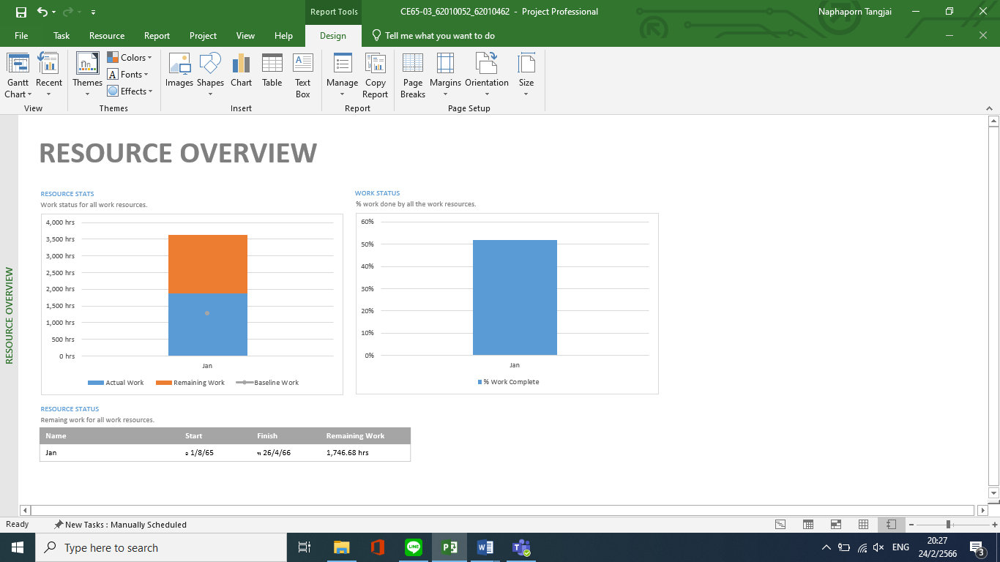 Report Tools
CE65-03_62010052_62010462 - Project Professional
Naphaporn Tangjai
File Task Resource Report Project View Help Design Tell me what you want to do
Gantt Chart
Recent
View
Themes
Colors
Fonts
Effects
Themes
Images
Shapes
Chart
Table
Text Box
Insert
Manage
Copy Report
Report
Page Breaks
Margins
Orientation
Size
Page Setup
RESOURCE OVERVIEW
RESOURCE OVERVIEW
RESOURCE STATS
Work status for all work resources.
4,000 hrs
3,500 hrs
3,000 hrs
2,500 hrs
2,000 hrs
1,500 hrs
1,000 hrs
500 hrs
0 hrs
Jan
Actual Work Remaining Work Baseline Work
WORK STATUS
% work done by all the work resources.
60%
50%
40%
30%
20%
10%
0%
Jan
% Work Complete
RESOURCE STATUS
Remaing work for all work resources.
Name Start Finish Remaining Work
Jan 1/8/65 26/4/66 1,746.68 hrs
Ready New Tasks : Manually Scheduled
Type here to search
LINE
ENG
20:27
24/2/2566
3